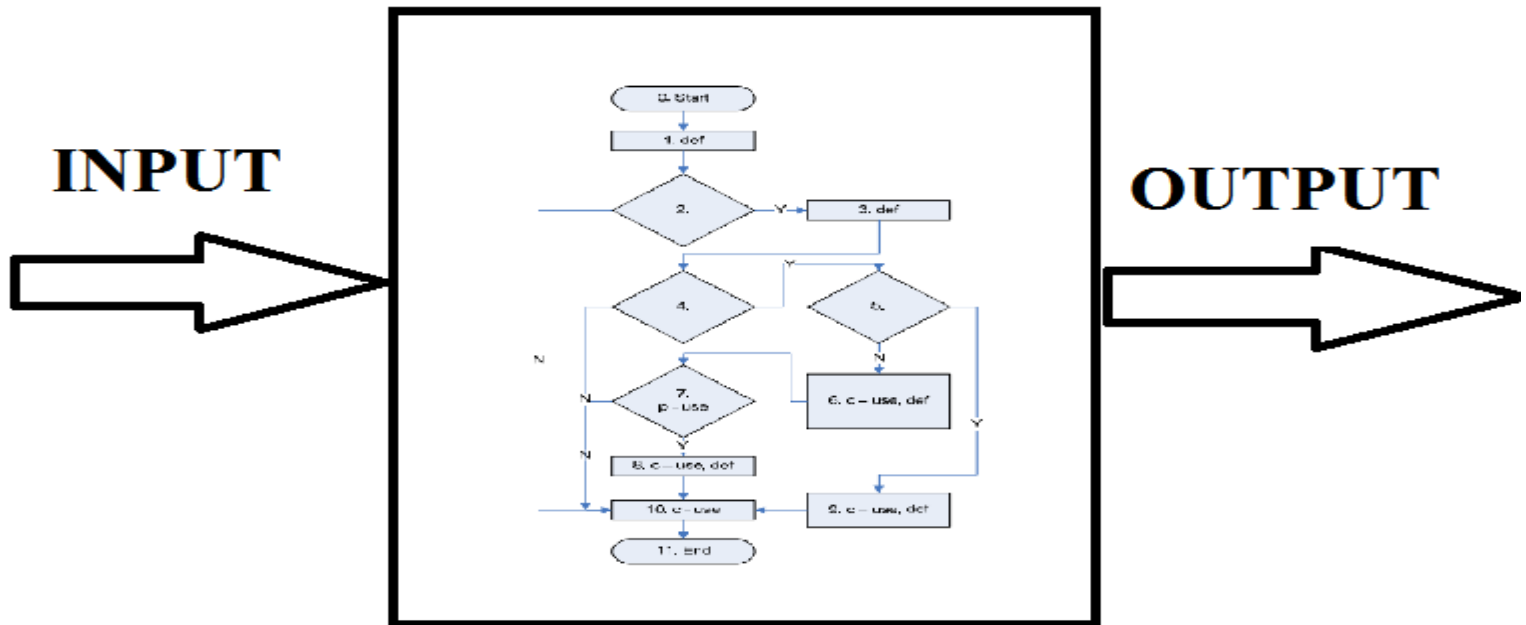 INPUT
OUTPUT
0. Start
1. def
2.
Y
3. def
Y
4.
5.
N
N
7.
p - use
6. c – use, def
N
Y
Y
N
8. c – use, def
10. c - use
9. c – use, def
11. End